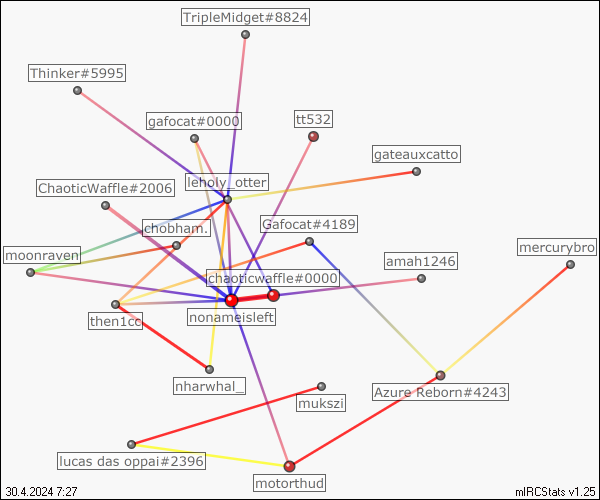 TripleMidget#8824
Thinker#5995
gafocat#0000
tt532
gateauxcatto
leholy_otter
ChaoticWaffle#2006
chobham.
Gafocat#4189
mercurybro
moonraven
amah1246
chaoticwaffle#0000
nonameisleft
then1cc
nharwhal_
mukszi
Azure Reborn#4243
lucas das oppai#2396
motorthud
30.4.2024 7:27
mIRCStats v1.25